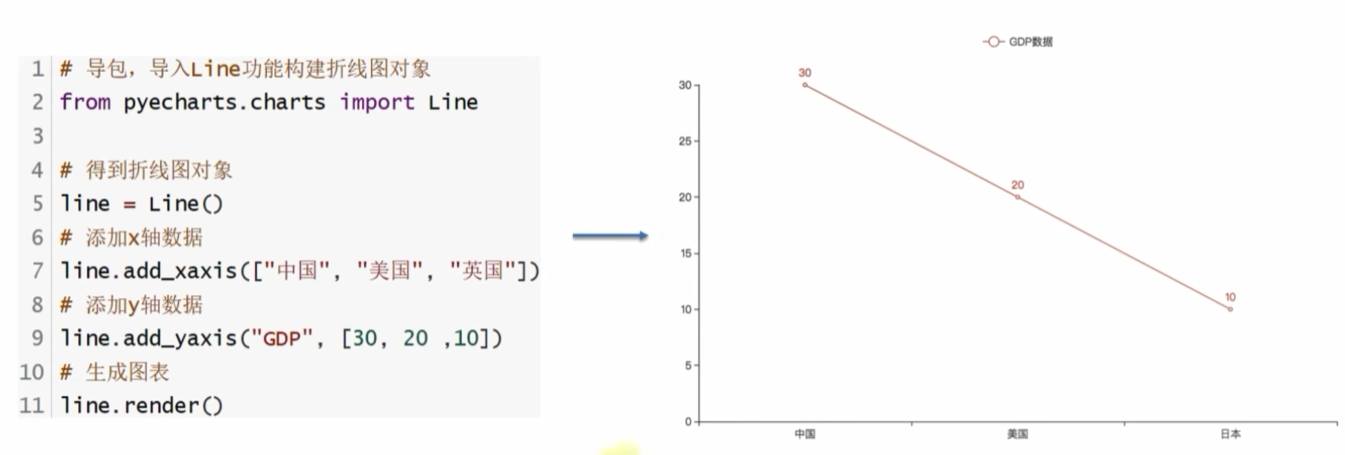 1 # 导包，导入Line功能构建折线图对象
2 from pyecharts.charts import Line
3
4 # 得到折线图对象
5 line = Line()
6 # 添加x轴数据
7 line.add_xaxis(["中国", "美国", "英国"])
8 # 添加y轴数据
9 line.add_yaxis("GDP", [30, 20 ,10])
10 # 生成图表
11 line.render()
GDP数据
30
30
25
20
20
15
10
10
5
0
中国 美国 日本